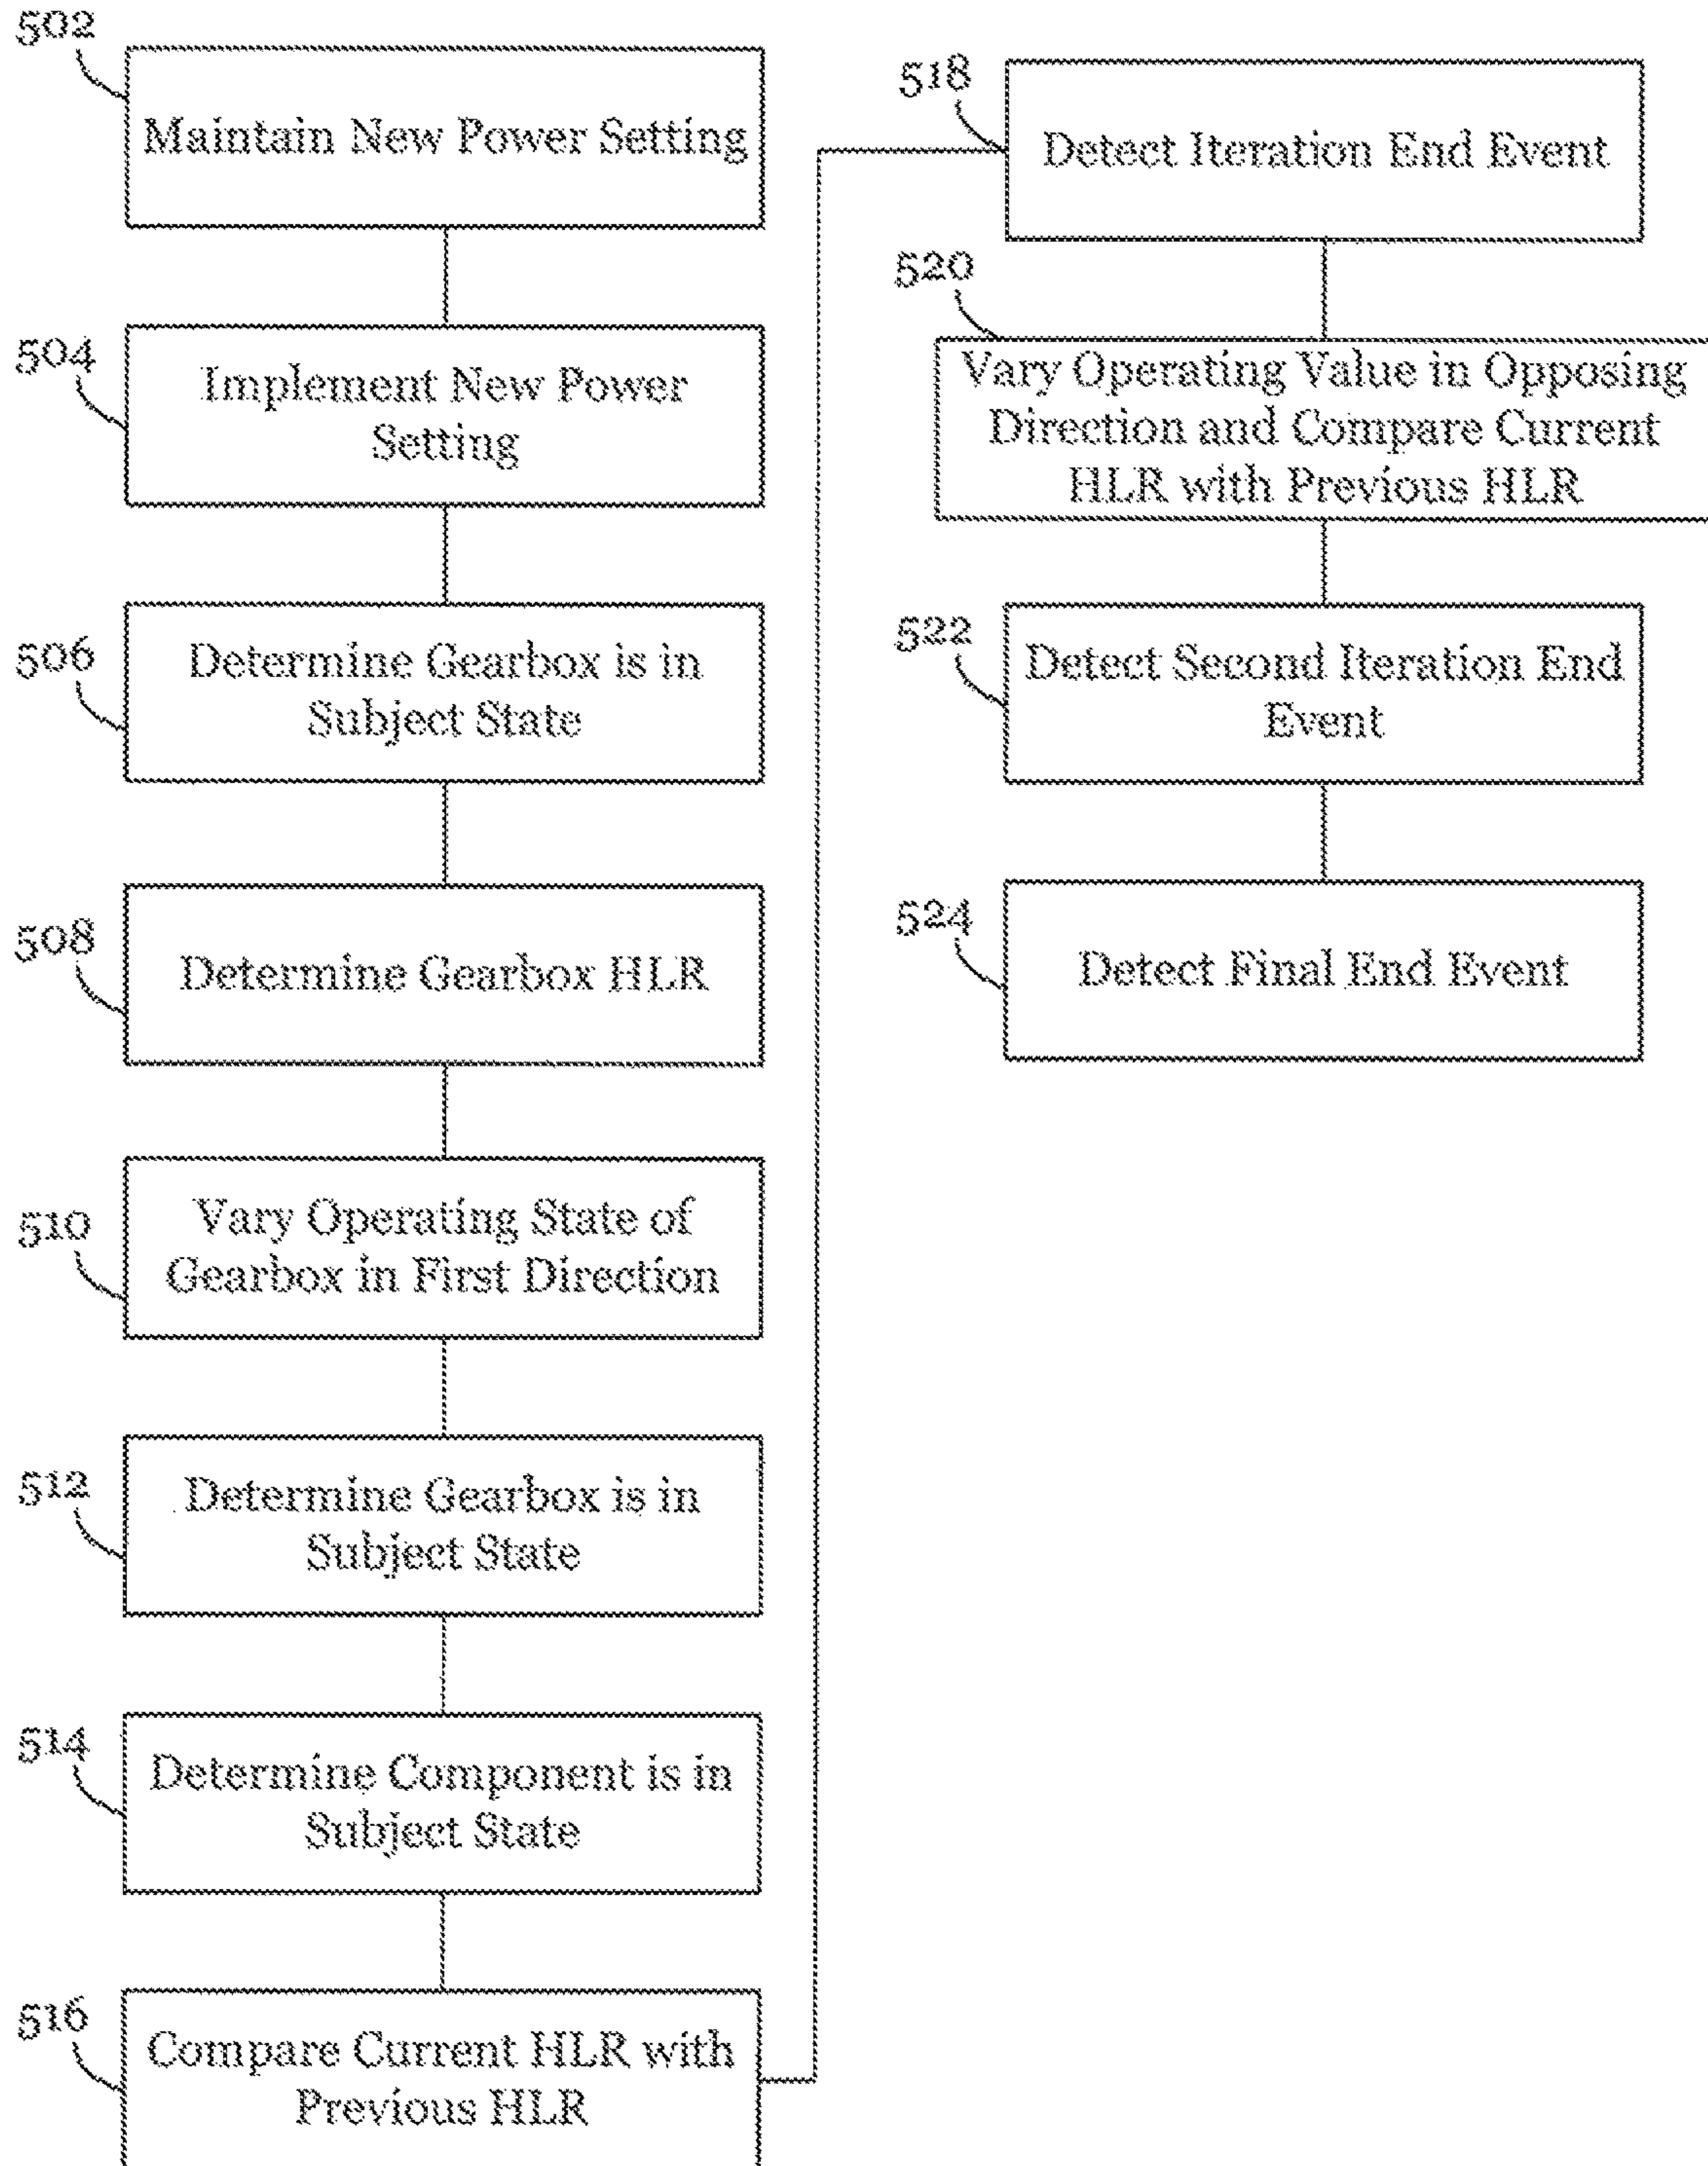 502
Maintain New Power Setting
504
Implement New Power
Setting
506
Determine Gearbox is in
Subject State
508
Determine Gearbox HLR
510
Vary Operating State of
Gearbox in First Direction
512
Determine Gearbox is in
Subject State
514
Determine Component is in
Subject State
516
Compare Current HLR with
Previous HLR
518
Detect Iteration End Event
520
Vary Operating Value in Opposing
Direction and Compare Current
HLR with Previous HLR
522
Detect Second Iteration End
Event
524
Detect Final End Event